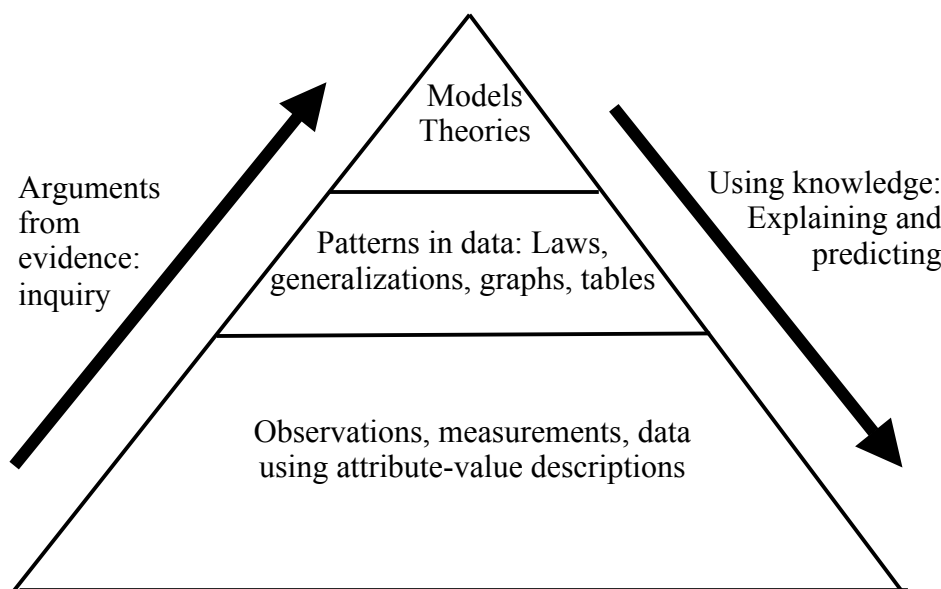 Models
Theories
Arguments
from
evidence:
inquiry
Using knowledge:
Explaining and
predicting
Patterns in data: Laws,
generalizations, graphs, tables
Observations, measurements, data
using attribute-value descriptions